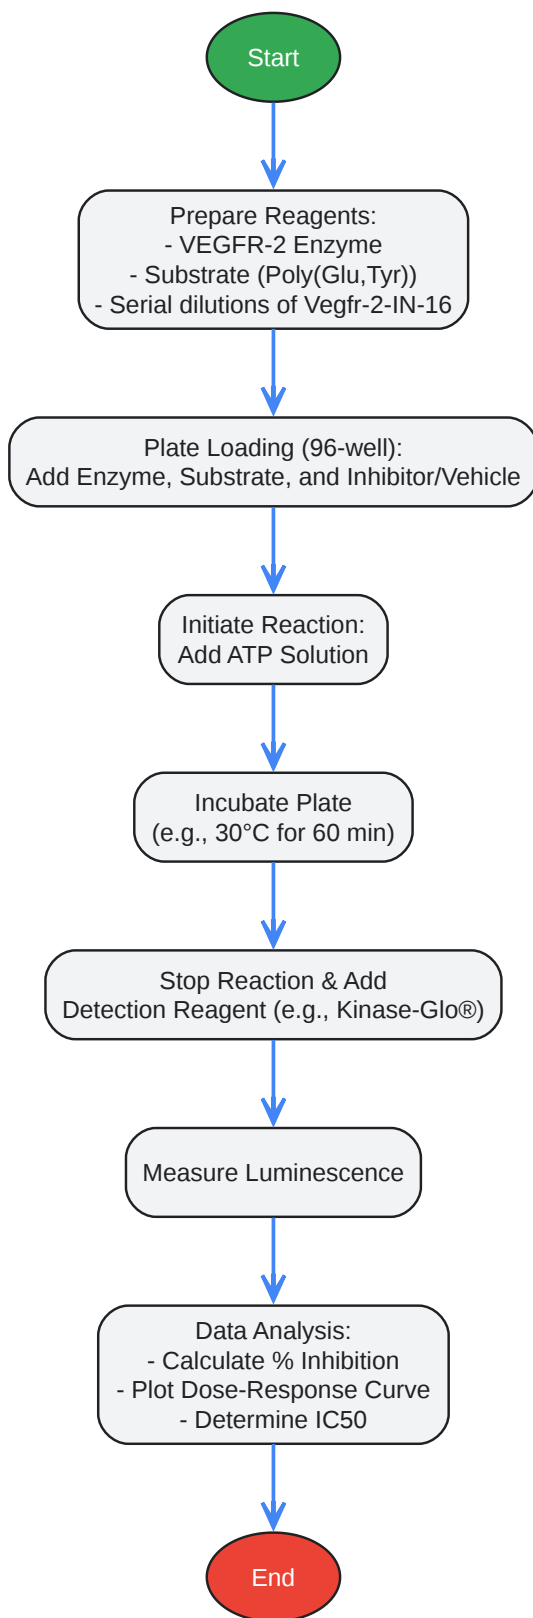 Start
Prepare Reagents:
- VEGFR-2 Enzyme
- Substrate (Poly(Glu,Tyr))
- Serial dilutions of Vegfr-2-IN-16
Plate Loading (96-well):
Add Enzyme, Substrate, and Inhibitor/Vehicle
Initiate Reaction:
Add ATP Solution
Incubate Plate
(e.g., 30°C for 60 min)
Stop Reaction & Add
Detection Reagent (e.g., Kinase-Glo®)
Measure Luminescence
Data Analysis:
- Calculate % Inhibition
- Plot Dose-Response Curve
- Determine IC50
End